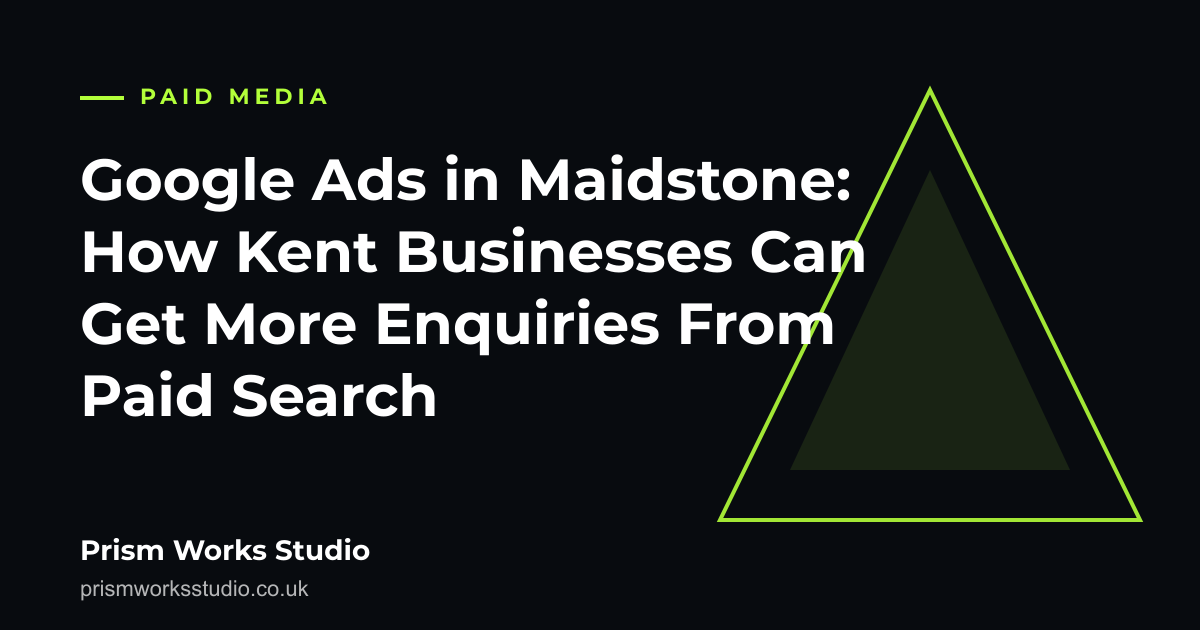 PAID MEDIA
Google Ads in Maidstone:
How Kent Businesses Can
Get More Enquiries From
Paid Search
Prism Works Studio
prismworksstudio.co.uk